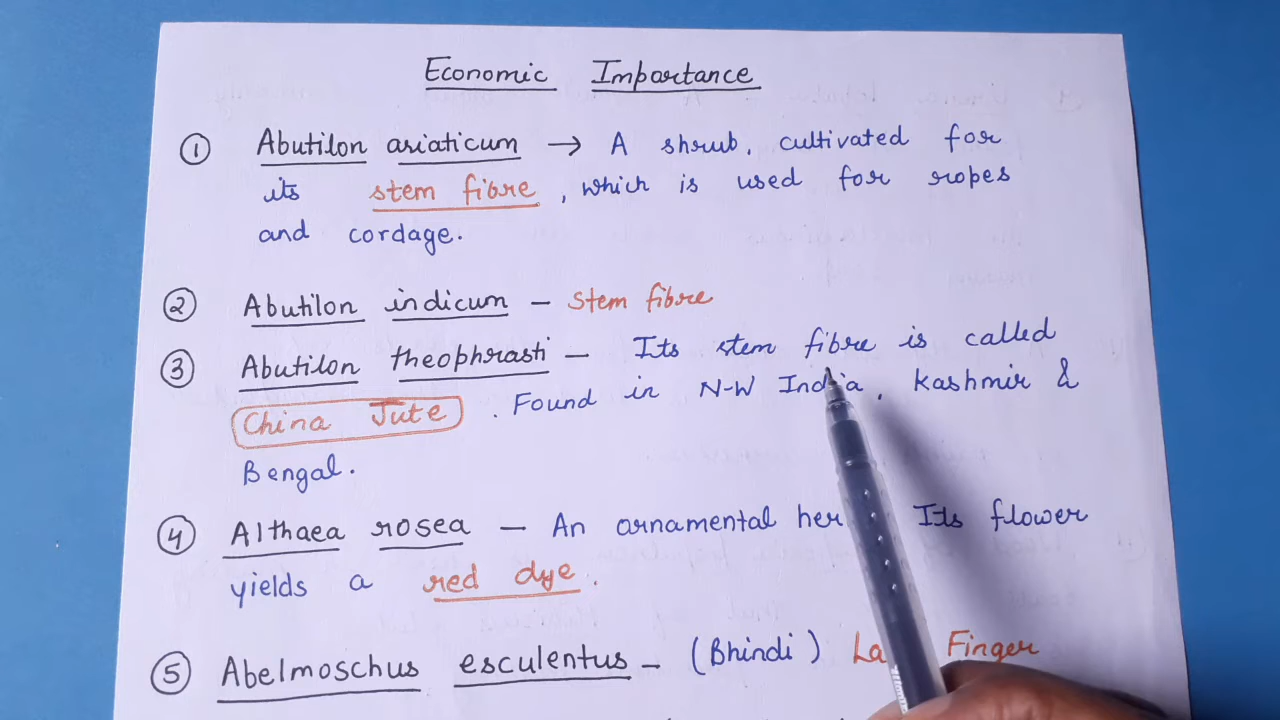 Economic Importance
① Abutilon asiaticum → A shrub, cultivated for
its stem fibre, which is used for ropes
and cordage.
② Abutilon indicum - Stem fibre
③ Abutilon theophrasti - Its stem fibre is called
China Jute. Found in N-W India, Kashmir &
Bengal.
④ Althaea rosea - An ornamental her Its flower
yields a red dye.
⑤ Abelmoschus esculentus - (Bhindi) La Finger